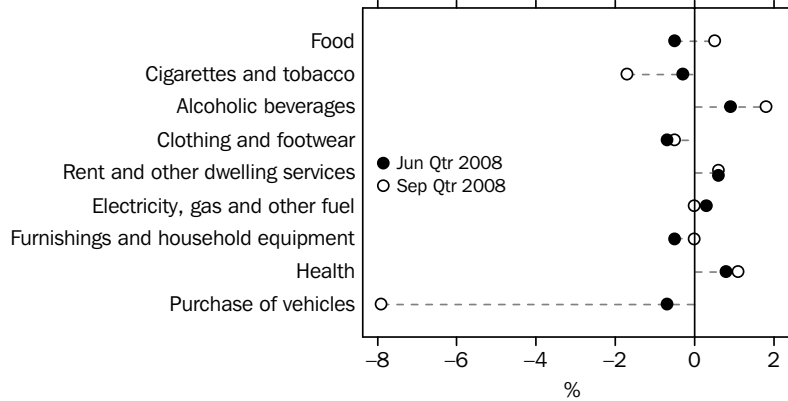 Food
Cigarettes and tobacco
Alcoholic beverages
Clothing and footwear
Rent and other dwelling services
Electricity, gas and other fuel
Furnishings and household equipment
Health
Purchase of vehicles
Jun Qtr 2008
Sep Qtr 2008
–8 –6 –4 –2 0 2
%